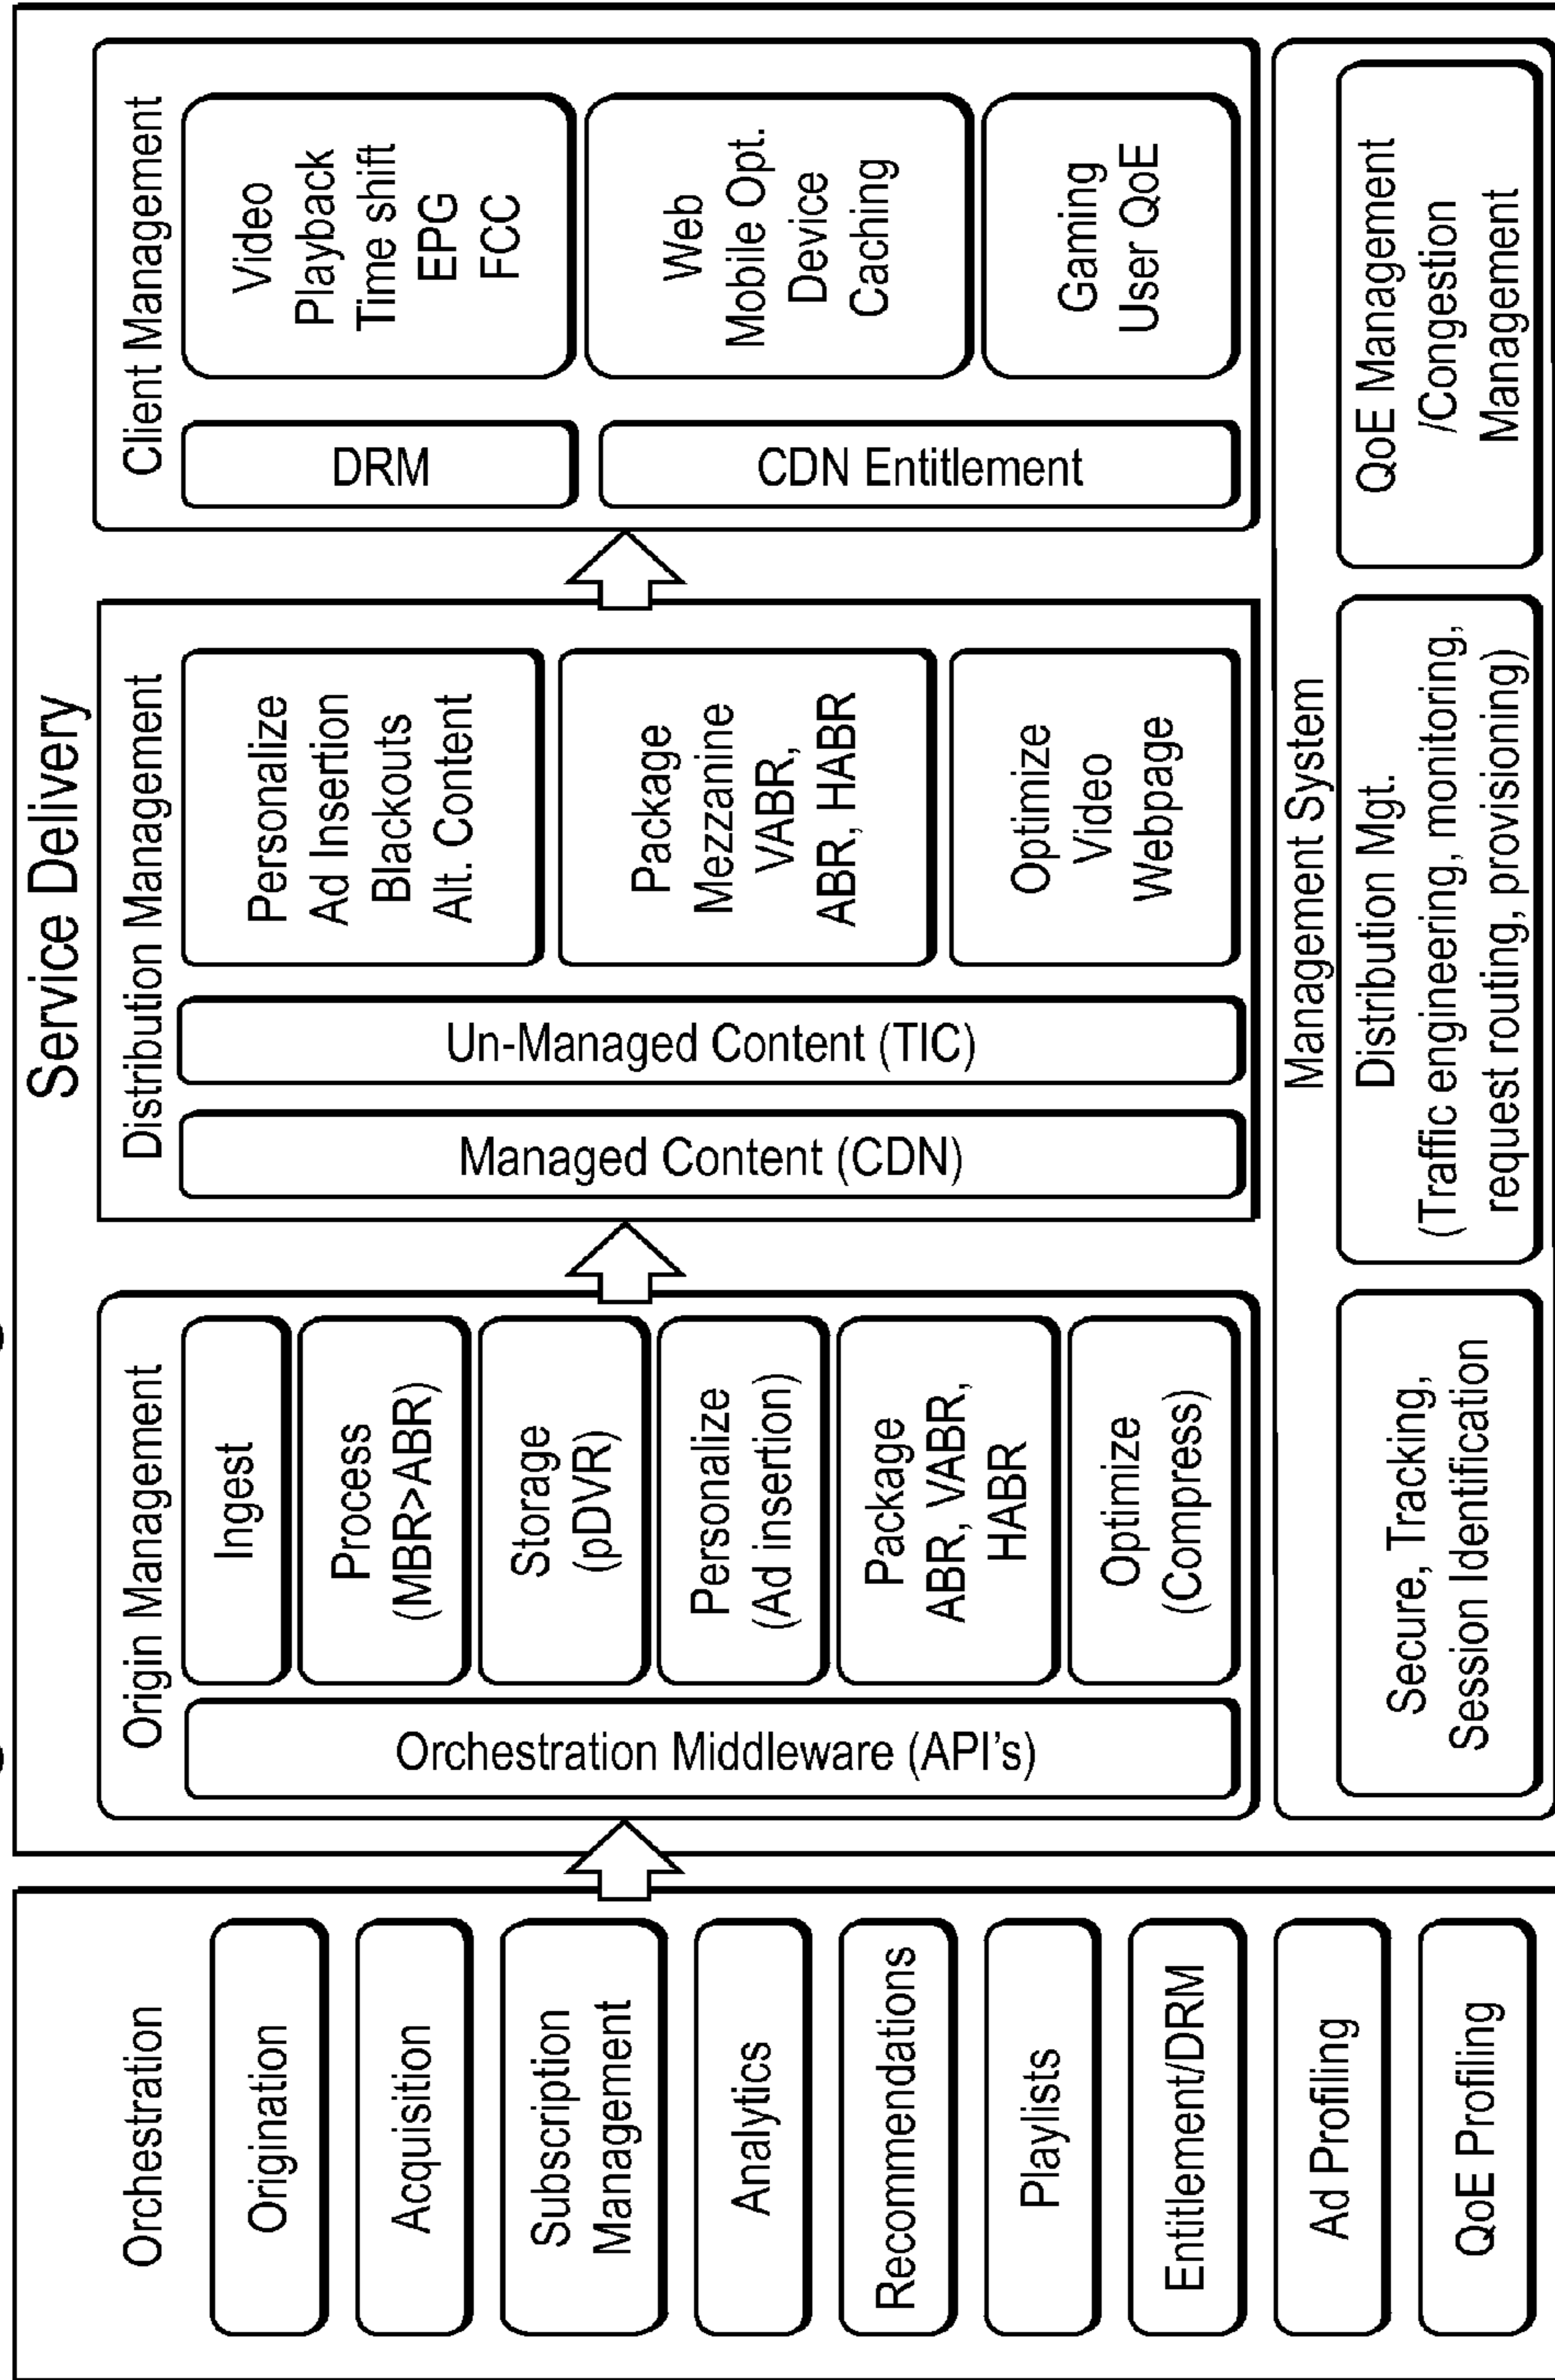 Orchestration
Origination
Acquisition
Subscription
Management
Analytics
Recommendations
Playlists
Entitlement/DRM
Ad Profiling
QoE Profiling
Service Delivery
Origin Management
Orchestration Middleware (API's)
Ingest
Process
(MBR>ABR)
Storage
(pDVR)
Personalize
(Ad insertion)
Package
ABR, VABR,
HABR
Optimize
(Compress)
Distribution Management
Managed Content (CDN)
Un-Managed Content (TIC)
Personalize
Ad Insertion
Blackouts
Alt. Content
Package
Mezzanine
VABR,
ABR, HABR
Optimize
Video
Webpage
Client Management
DRM
CDN Entitlement
Video
Playback
Time shift
EPG
FCC
Web
Mobile Opt.
Device
Caching
Gaming
User QoE
Management System
Secure, Tracking,
Session Identification
Distribution Mgt.
(Traffic engineering, monitoring,
request routing, provisioning)
QoE Management
/Congestion
Management